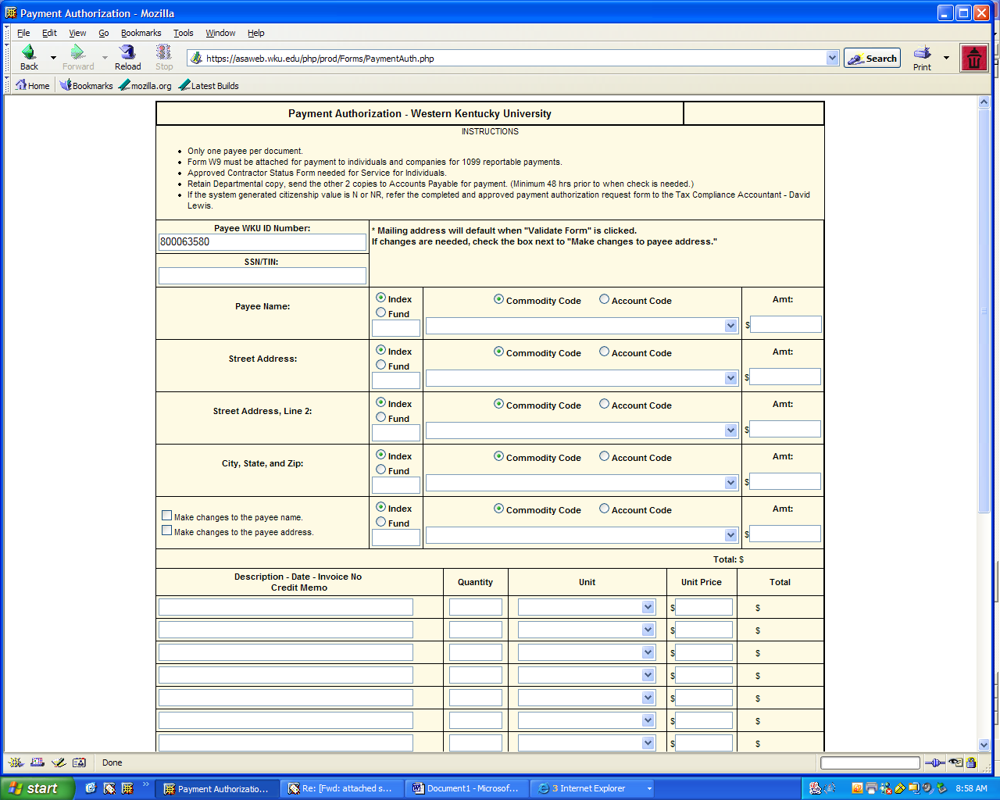 Payment Authorization - Mozilla
File Edit View Go Bookmarks Tools Window Help
Back Forward Reload Stop https://asaweb.wku.edu/php/prod/Forms/PaymentAuth.php Search Print
Home Bookmarks mozilla.org Latest Builds
Payment Authorization - Western Kentucky University
INSTRUCTIONS
• Only one payee per document.
• Form W9 must be attached for payment to individuals and companies for 1099 reportable payments.
• Approved Contractor Status Form needed for Service for Individuals.
• Retain Departmental copy, send the other 2 copies to Accounts Payable for payment. (Minimum 48 hrs prior to when check is needed.)
• If the system generated citizenship value is N or NR, refer the completed and approved payment authorization request form to the Tax Compliance Accountant - David
Lewis.
Payee WKU ID Number:
800063580
SSN/TIN:
* Mailing address will default when "Validate Form" is clicked.
If changes are needed, check the box next to "Make changes to payee address."
Payee Name: Index Commodity Code Account Code Amt:
Fund
$
Street Address: Index Commodity Code Account Code Amt:
Fund
$
Street Address, Line 2: Index Commodity Code Account Code Amt:
Fund
$
City, State, and Zip: Index Commodity Code Account Code Amt:
Fund
$
Make changes to the payee name. Index Commodity Code Account Code Amt:
Make changes to the payee address. Fund
$
Total: $
Description - Date - Invoice No
Credit Memo
Quantity Unit Unit Price Total
$ $
$ $
$ $
$ $
$ $
$ $
$ $
Done
start Payment Authorizatio... Re: [Fwd: attached s... Document1 - Microsof... 3 Internet Explorer 8:58 AM